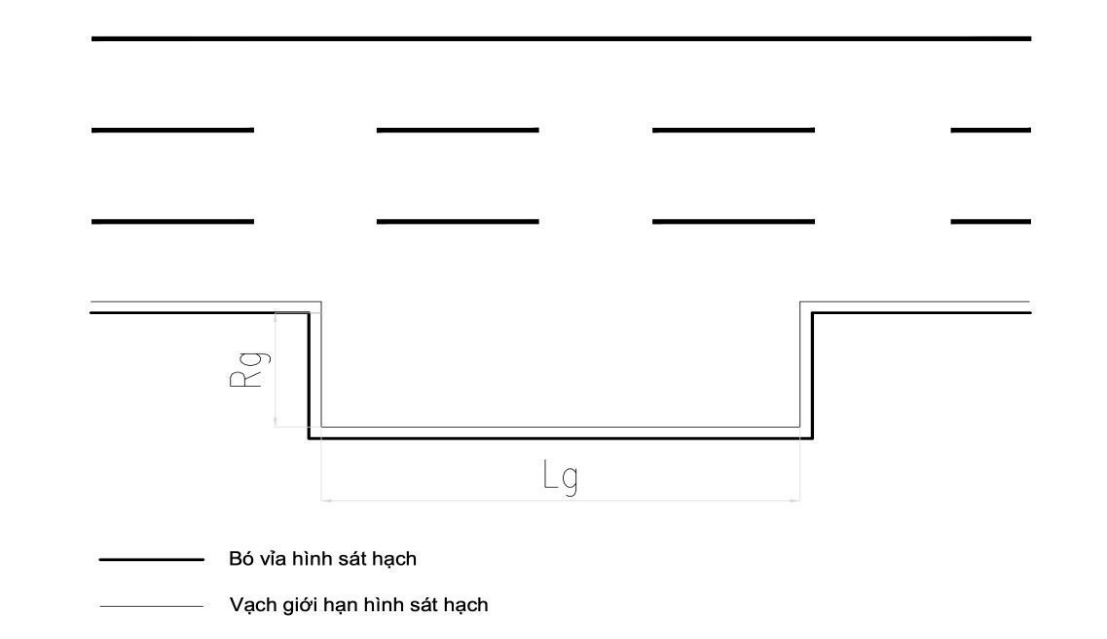 Rg
Lg
Bó vỉa hình sát hạch
Vạch giới hạn hình sát hạch